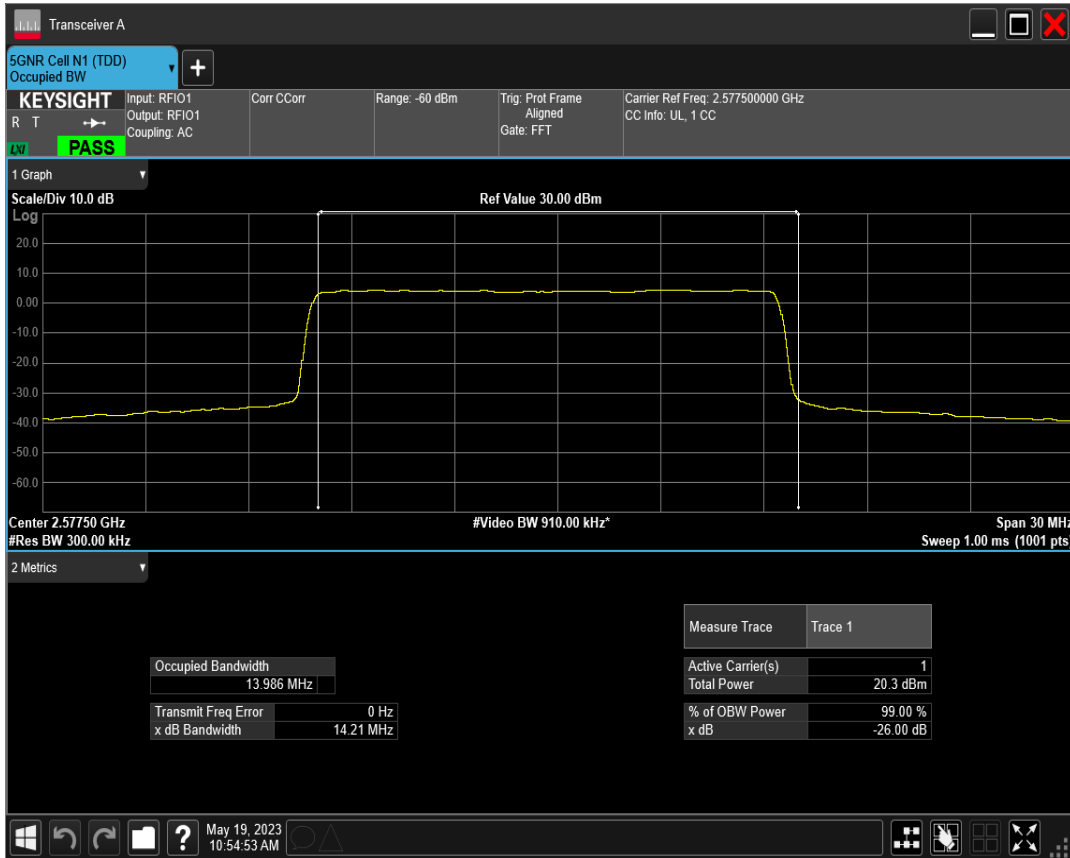 Transceiver A
5GNR Cell N1 (TDD)
Occupied BW
+
KEYSIGHT
R T
LXI
PASS
Input: RFIO1
Output: RFIO1
Coupling: AC
Corr CCorr
Range: -60 dBm
Trig: Prot Frame
Aligned
Gate: FFT
Carrier Ref Freq: 2.577500000 GHz
CC Info: UL, 1 CC
1 Graph
Scale/Div 10.0 dB
Ref Value 30.00 dBm
Log
20.0
10.0
0.00
-10.0
-20.0
-30.0
-40.0
-50.0
-60.0
Center 2.57750 GHz
#Video BW 910.00 kHz*
Span 30 MHz
#Res BW 300.00 kHz
Sweep 1.00 ms (1001 pts)
2 Metrics
Measure Trace Trace 1
Occupied Bandwidth
13.986 MHz
Active Carrier(s) 1
Total Power 20.3 dBm
Transmit Freq Error 0 Hz
x dB Bandwidth 14.21 MHz
% of OBW Power 99.00 %
x dB -26.00 dB
?
May 19, 2023
10:54:53 AM